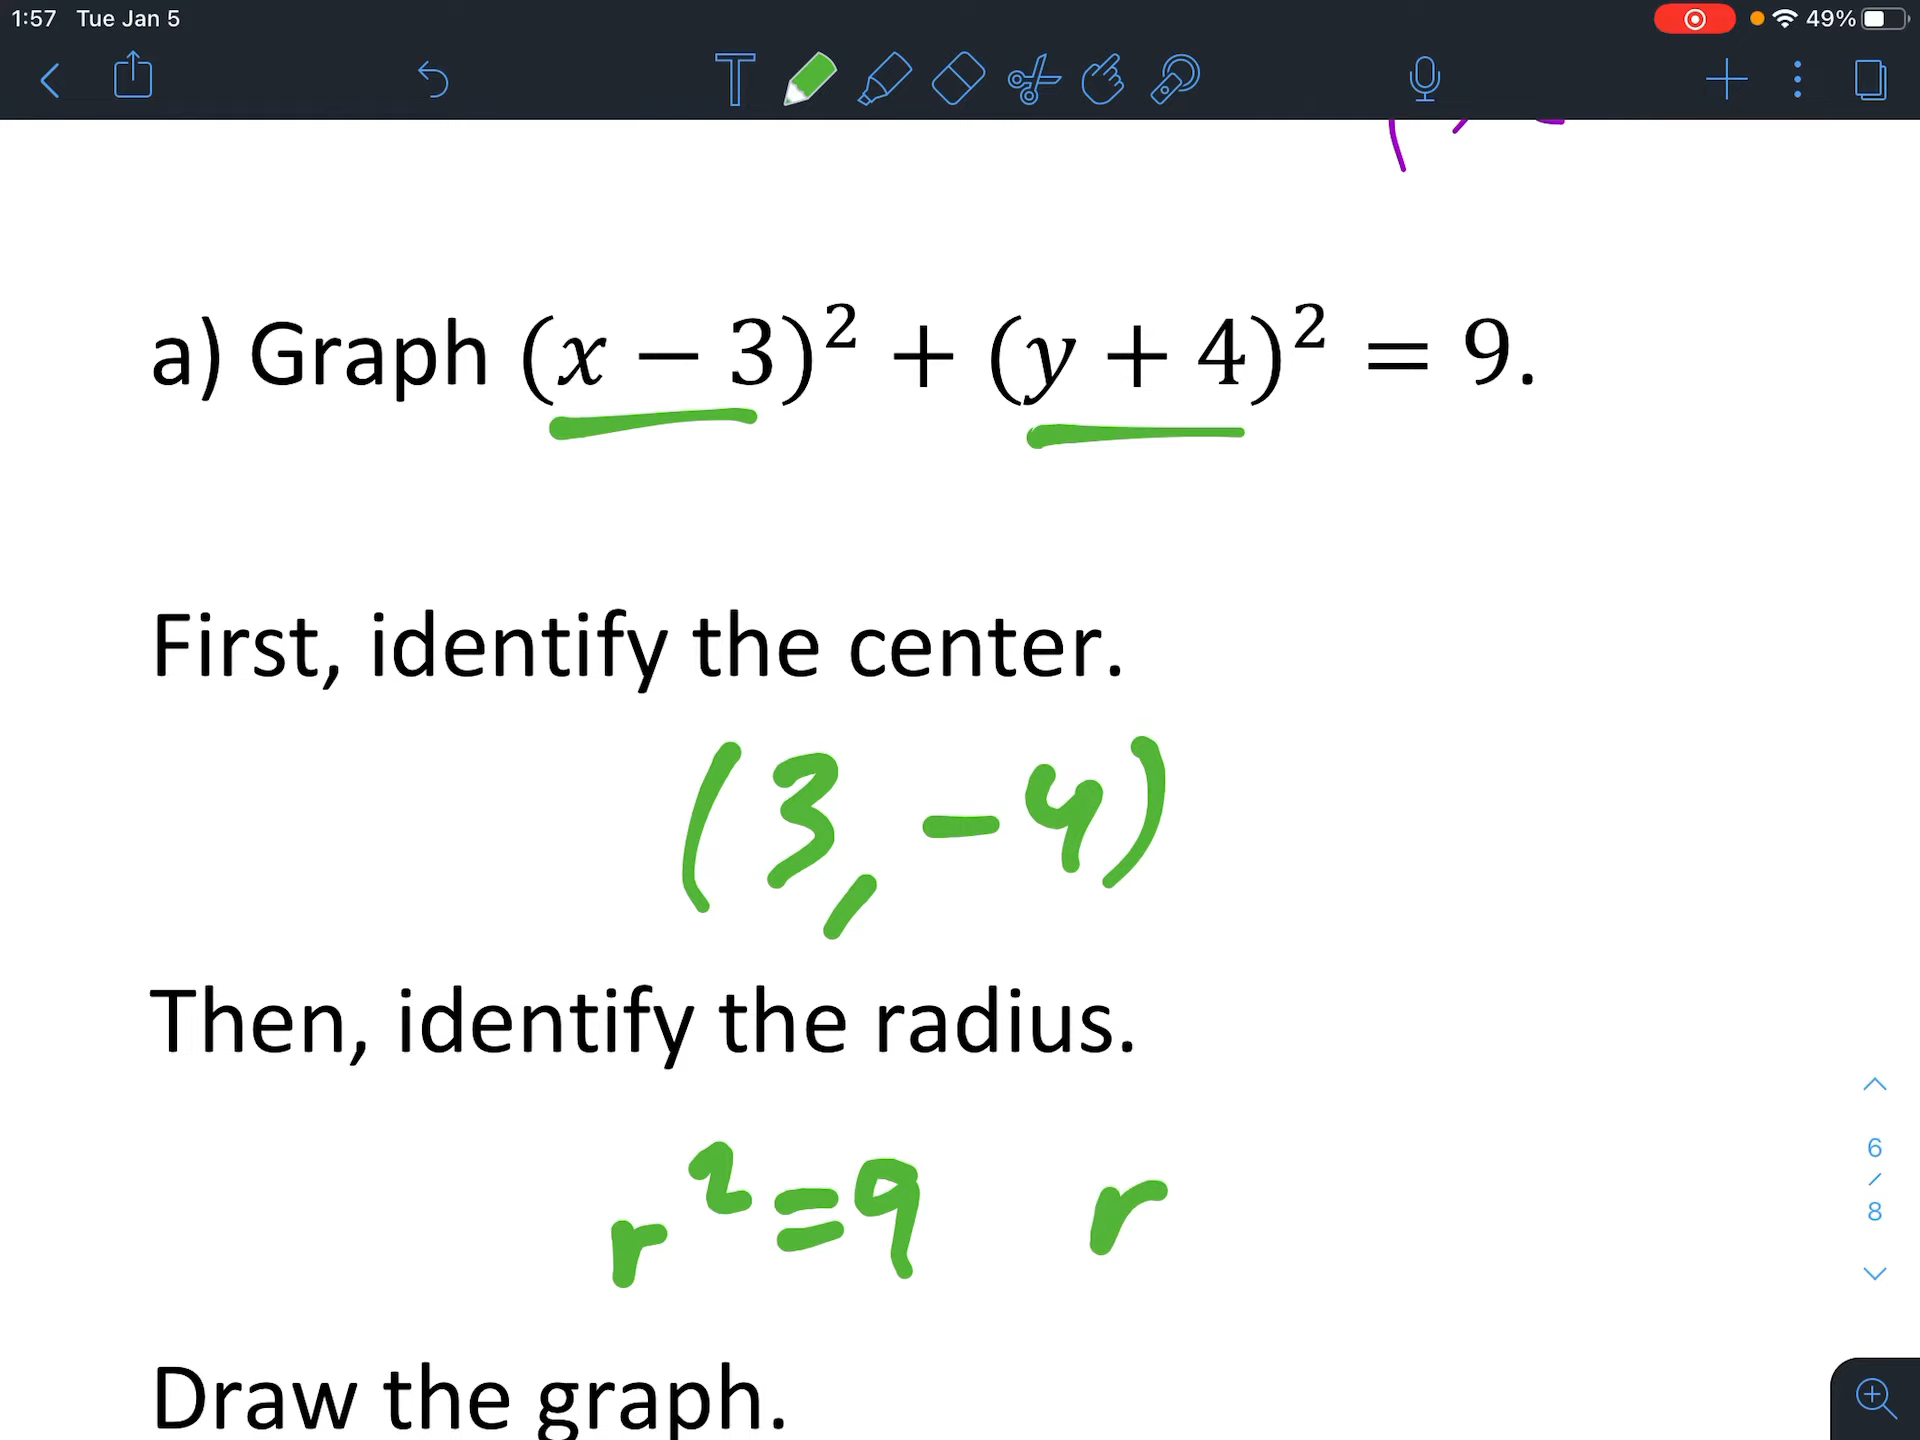 1:57 Tue Jan 5 49%
a) Graph (x − 3)² + (y + 4)² = 9.
First, identify the center.
(3, −4)
Then, identify the radius.
r² = 9 r
Draw the graph.
6
/
8